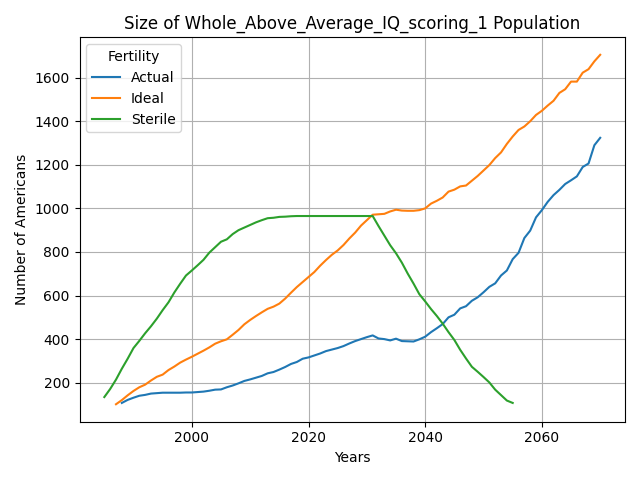 Size of Whole_Above_Average_IQ_scoring_1 Population
Fertility
Actual
Ideal
Sterile
1600
1400
1200
1000
800
600
400
200
Number of Americans
2000
2020
2040
2060
Years